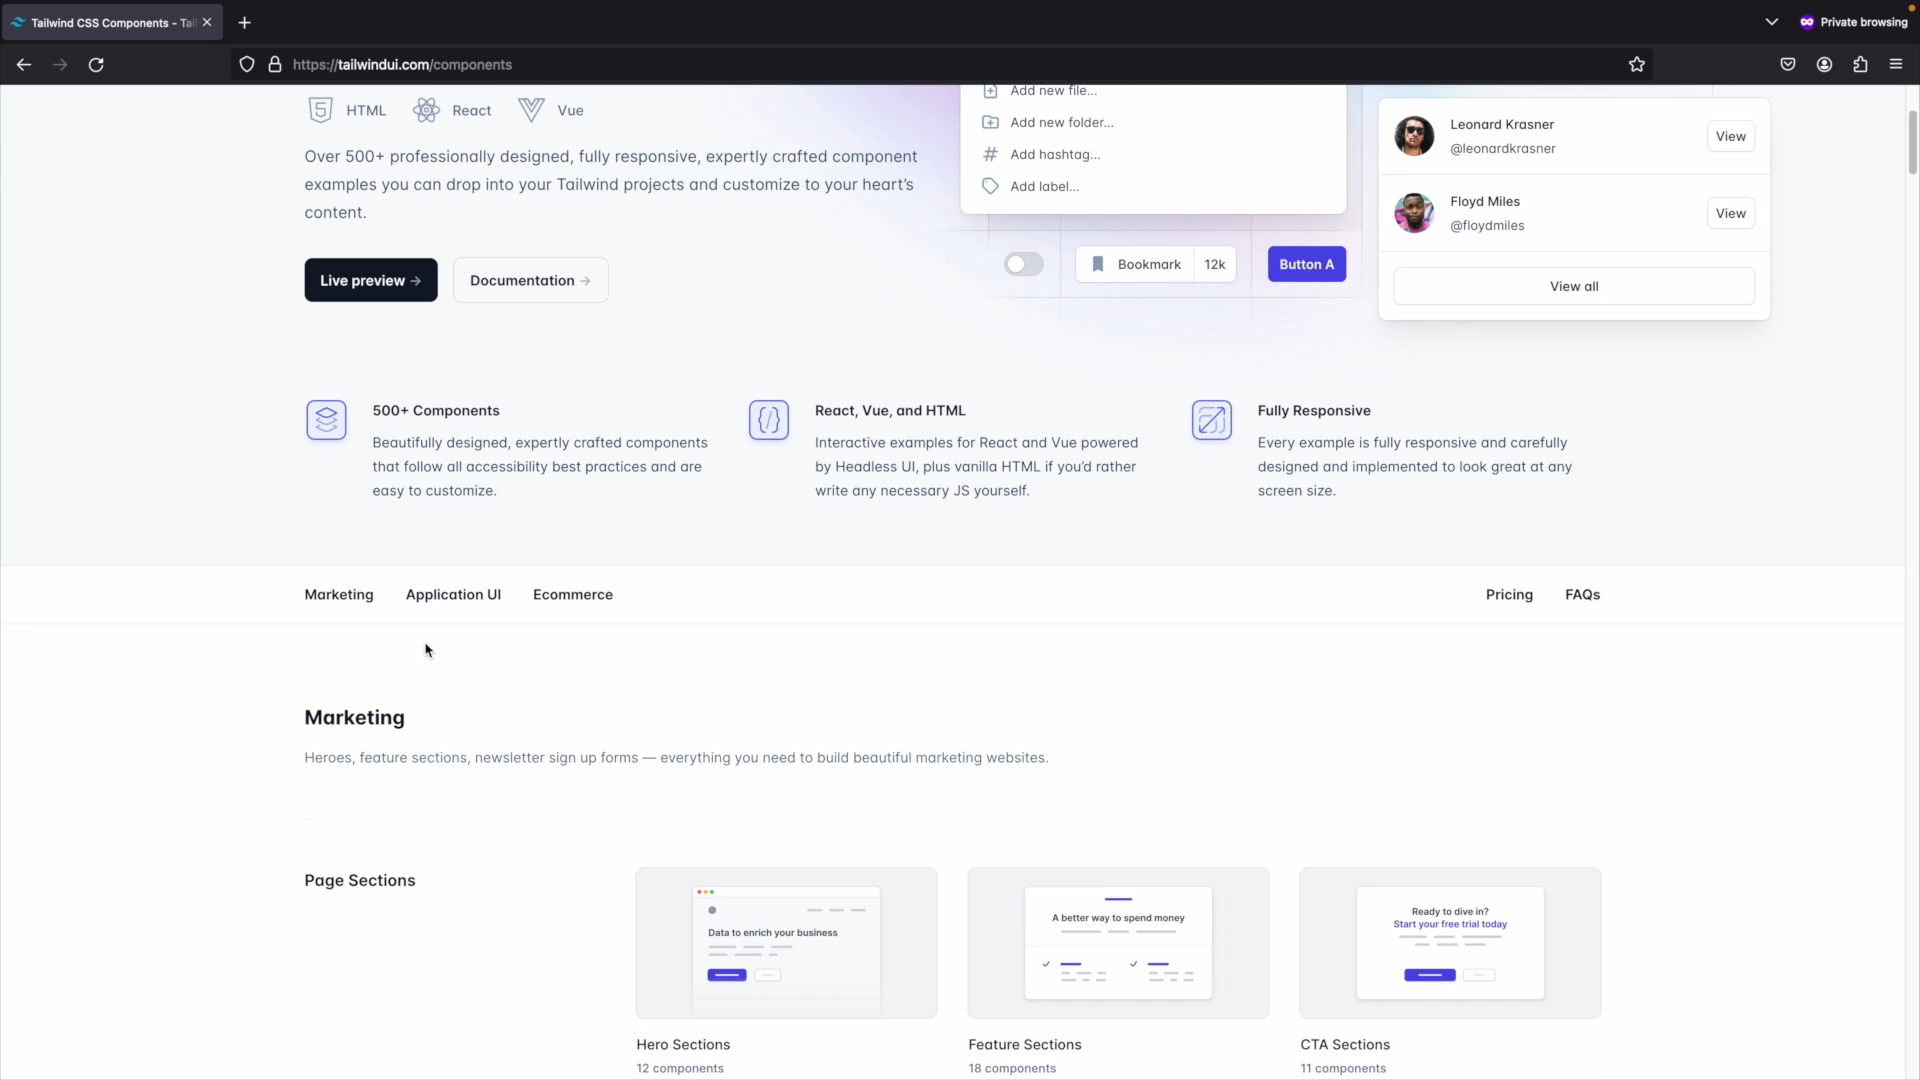 Tailwind CSS Components - Tai
Private browsing
https://tailwindui.com/components
HTML
React
Vue
Over 500+ professionally designed, fully responsive, expertly crafted component
examples you can drop into your Tailwind projects and customize to your heart’s
content.
Live preview →
Documentation →
Add new file...
Add new folder...
Add hashtag...
Add label...
Bookmark
12k
Button A
Leonard Krasner
@leonardkrasner
View
Floyd Miles
@floydmiles
View
View all
500+ Components
Beautifully designed, expertly crafted components
that follow all accessibility best practices and are
easy to customize.
React, Vue, and HTML
Interactive examples for React and Vue powered
by Headless UI, plus vanilla HTML if you’d rather
write any necessary JS yourself.
Fully Responsive
Every example is fully responsive and carefully
designed and implemented to look great at any
screen size.
Marketing
Application UI
Ecommerce
Pricing
FAQs
Marketing
Heroes, feature sections, newsletter sign up forms — everything you need to build beautiful marketing websites.
Page Sections
Data to enrich your business
A better way to spend money
Ready to dive in?
Start your free trial today
Hero Sections
12 components
Feature Sections
18 components
CTA Sections
11 components